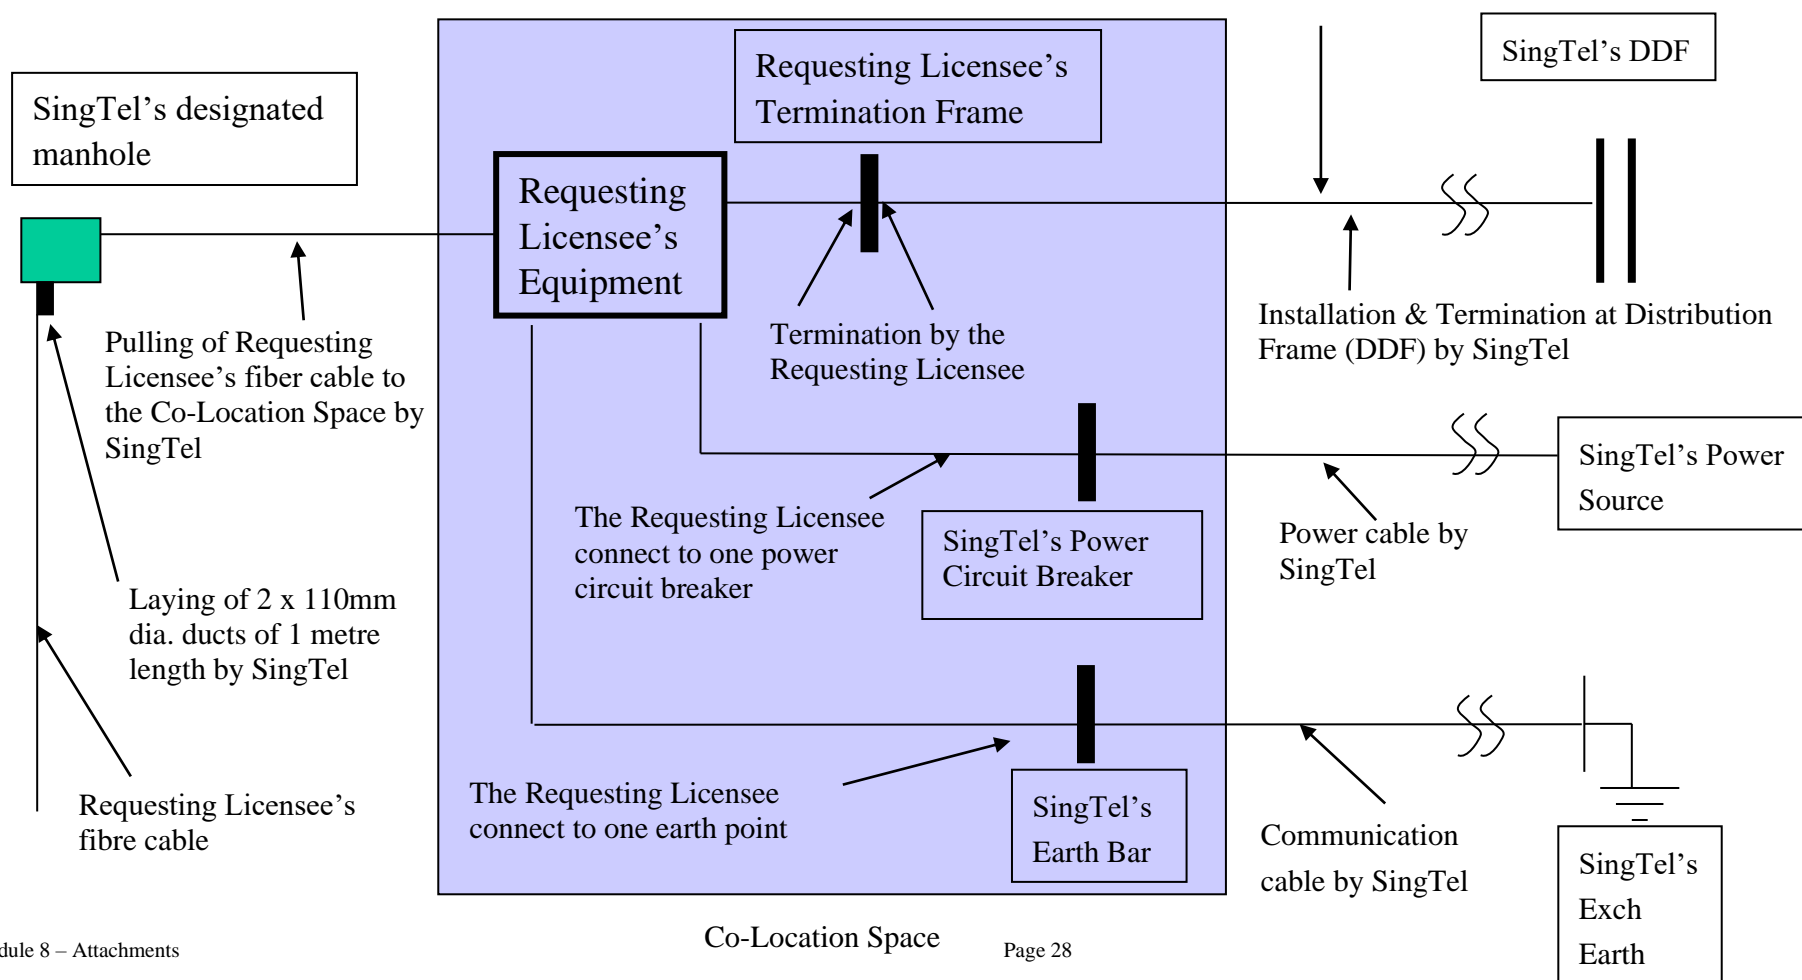 SingTel's designated
manhole
Requesting Licensee's
Termination Frame
SingTel's DDF
Requesting
Licensee's
Equipment
Pulling of Requesting
Licensee's fiber cable to
the Co-Location Space by
SingTel
Termination by the
Requesting Licensee
Installation & Termination at Distribution
Frame (DDF) by SingTel
The Requesting Licensee
connect to one power
circuit breaker
SingTel's Power
Circuit Breaker
Power cable by
SingTel
SingTel's Power
Source
Laying of 2 x 110mm
dia. ducts of 1 metre
length by SingTel
Requesting Licensee's
fibre cable
The Requesting Licensee
connect to one earth point
SingTel's
Earth Bar
Communication
cable by SingTel
SingTel's
Exch
Earth
Co-Location Space
dule 8 – Attachments
Page 28